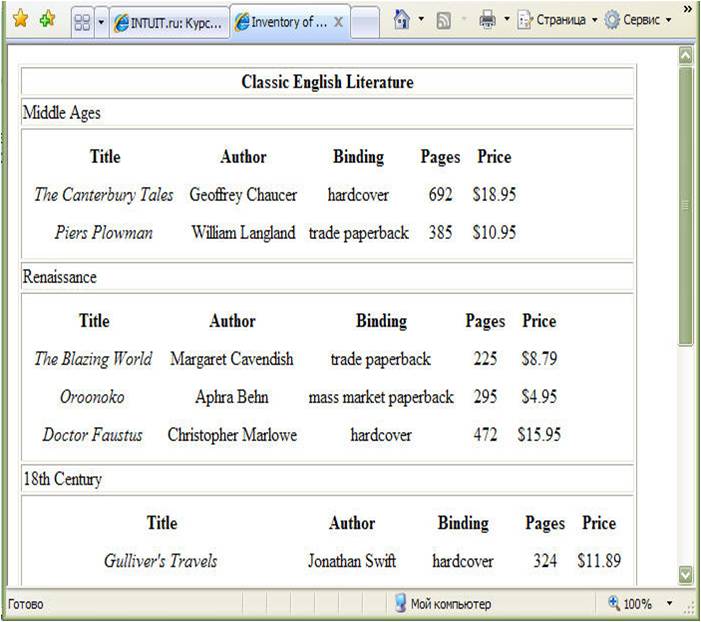 INTUIT.ru: Курс... Inventory of ... X Страница Сервис »
Classic English Literature
Middle Ages
Title Author Binding Pages Price
The Canterbury Tales Geoffrey Chaucer hardcover 692 $18.95
Piers Plowman William Langland trade paperback 385 $10.95
Renaissance
Title Author Binding Pages Price
The Blazing World Margaret Cavendish trade paperback 225 $8.79
Oroonoko Aphra Behn mass market paperback 295 $4.95
Doctor Faustus Christopher Marlowe hardcover 472 $15.95
18th Century
Title Author Binding Pages Price
Gulliver's Travels Jonathan Swift hardcover 324 $11.89
Готово Мой компьютер 100%